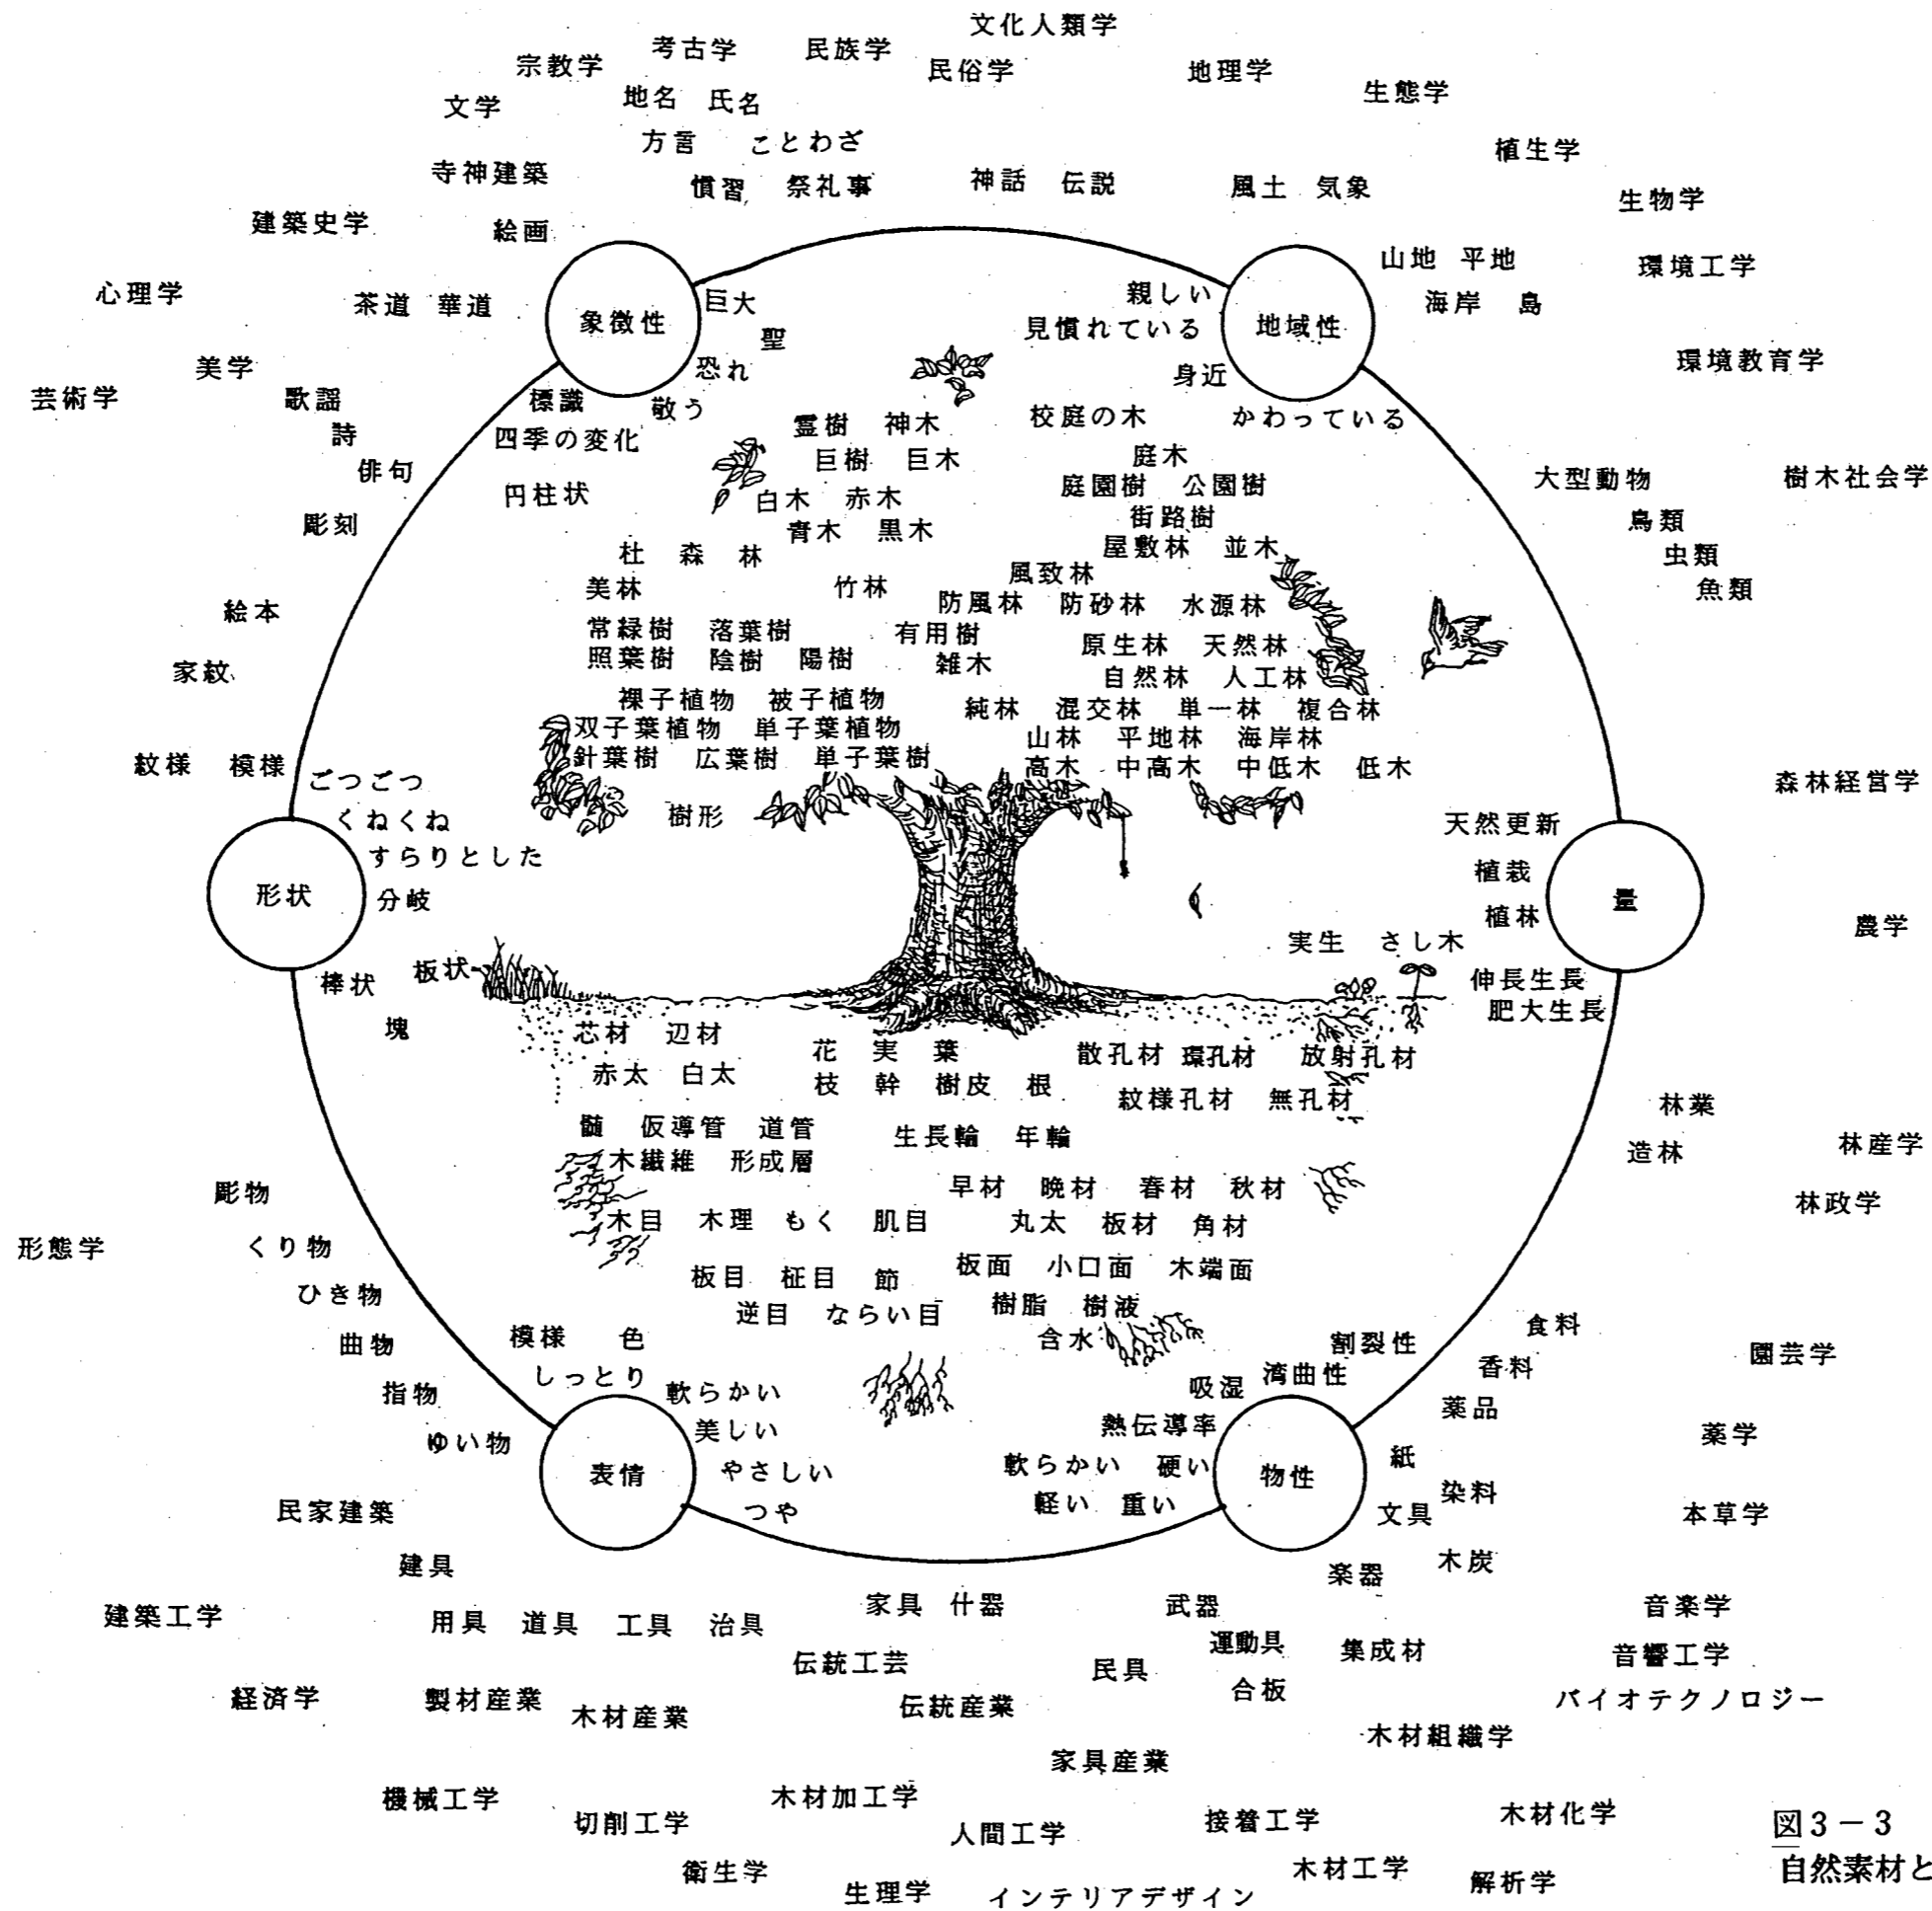 文化人類学
考古学　民族学
宗教学　民俗学　地理学
文学　地名　氏名　生態学
方言　ことわざ　植生学
寺神建築　慣習　祭礼事　神話　伝説　風土　気象　生物学
建築史学　絵画
山地　平地　環境工学
心理学　茶道　華道　巨大　親しい　海岸　島
象徴性　聖　見慣れている　地域性
美学　恐れ　身近　環境教育学
芸術学　歌謡　標識　敬う　校庭の木　かわっている
詩　四季の変化　霊樹　神木
俳句　巨樹　巨木　庭木　大型動物　樹木社会学
円柱状　白木　赤木　庭園樹　公園樹
彫刻　青木　黒木　街路樹　鳥類
杜　森　林　屋敷林　並木　虫類
美林　竹林　風致林　魚類
絵本　防風林　防砂林　水源林
常緑樹　落葉樹　有用樹　原生林　天然林
家紋　照葉樹　陰樹　陽樹　雑木　自然林　人工林
裸子植物　被子植物　純林　混交林　単一林　複合林
双子葉植物　単子葉植物　山林　平地林　海岸林
紋様　模様　針葉樹　広葉樹　単子葉樹　高木　中高木　中低木　低木
ごつごつ　森林経営学
くねくね　樹形　天然更新
すらりとした　植栽
形状　分岐　植林　量
実生　さし木　農学
棒状　板状　伸長生長
塊　肥大生長
芯材　辺材　花　実　葉　散孔材　環孔材　放射孔材
赤太　白太　枝　幹　樹皮　根　紋様孔材　無孔材
髄　仮導管　道管　生長輪　年輪　林業
木繊維　形成層　造林　林産学
彫物　早材　晩材　春材　秋材　林政学
木目　木理　もく　肌目　丸太　板材　角材
形態学　くり物
板目　柾目　節　板面　小口面　木端面
ひき物　逆目　ならい目　樹脂　樹液
曲物　模様　色　含水　割裂性　食料
しっとり　香料　園芸学
指物　軟らかい　吸湿　湾曲性
ゆい物　美しい　熱伝導率　薬品　薬学
表情　やさしい　軟らかい　硬い　物性　紙
つや　軽い　重い　染料
民家建築　文具　本草学
建具　楽器　木炭
建築工学　用具　道具　工具　治具　家具　什器　武器　音楽学
伝統工芸　民具　運動具　集成材　音響工学
経済学　製材産業　木材産業　伝統産業　合板　バイオテクノロジー
家具産業　木材組織学
機械工学　切削工学　木材加工学　人間工学　接着工学　木材化学
衛生学　生理学　インテリアデザイン　木材工学　解析学
図3－3
自然素材と